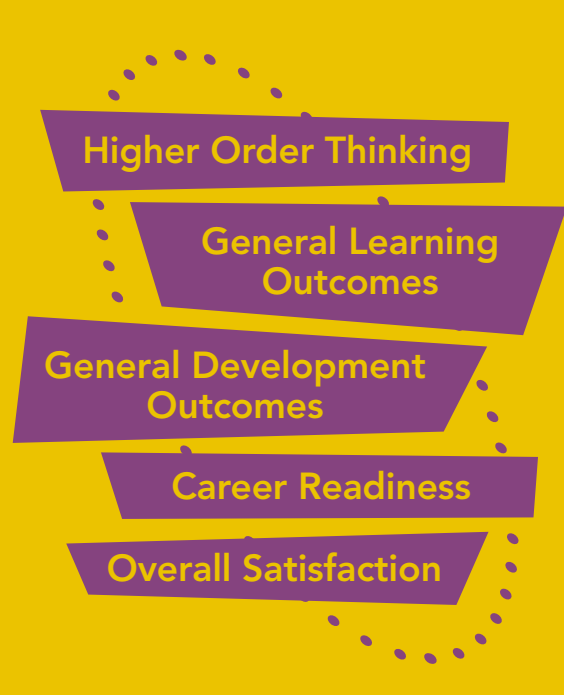 Higher Order Thinking
General Learning
Outcomes
General Development
Outcomes
Career Readiness
Overall Satisfaction